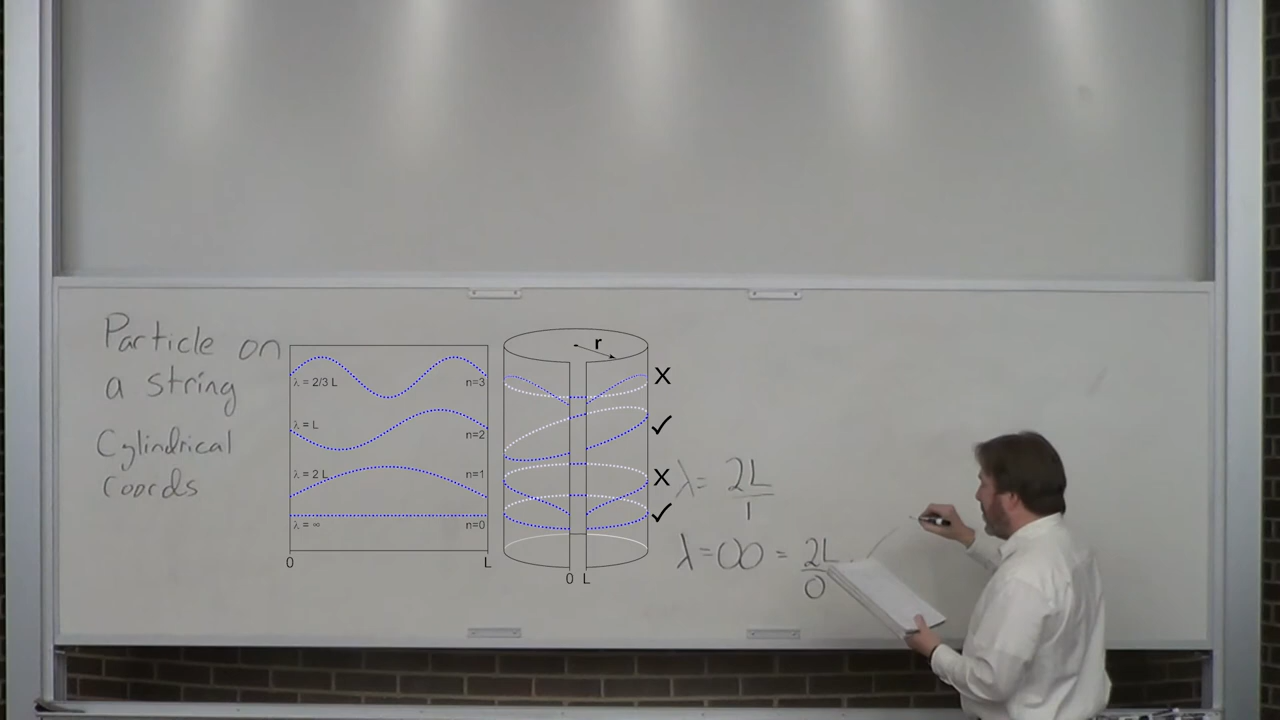 Particle on
a string
Cylindrical
Coords
λ = 2/3 L
n=3
λ = L
n=2
λ = 2 L
n=1
λ = ∞
n=0
0
L
r
X
✓
X
✓
0 L
λ = 2L/1
λ = ∞ = 2L/0